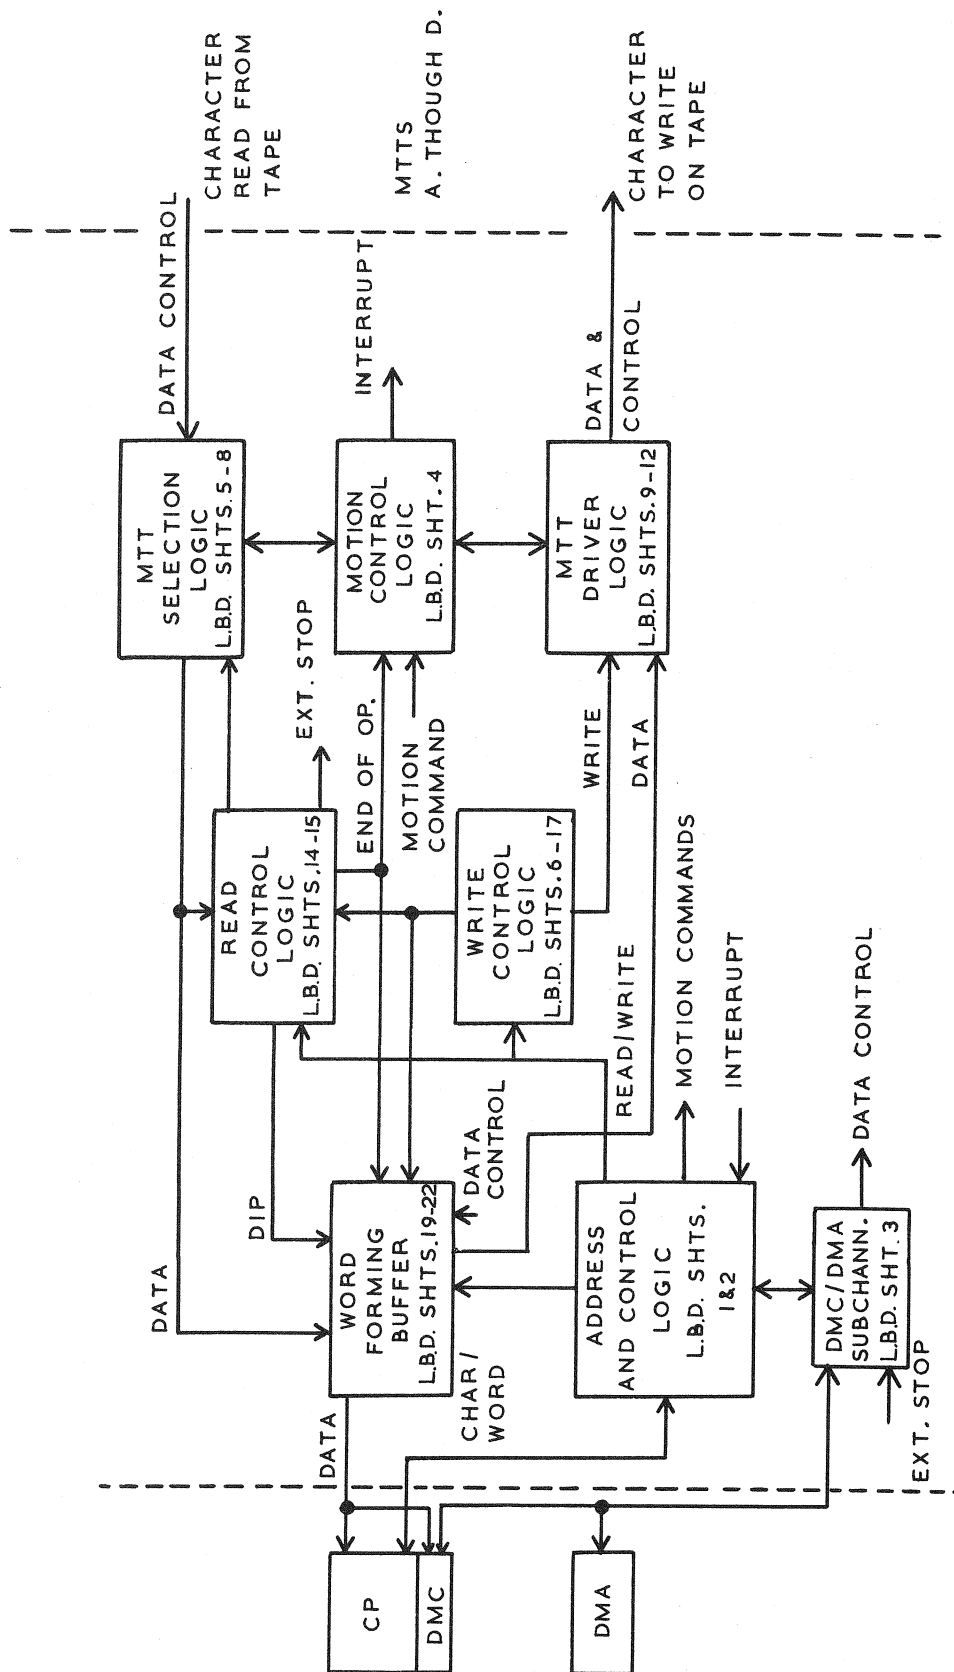 DATA CONTROL
CHARACTER
READ FROM
TAPE
MTT
SELECTION
LOGIC
L.B.D. SHTS. 5-8
DATA
DIP
READ
CONTROL
LOGIC
L.B.D. SHTS, 14-15
EXT. STOP
INTERRUPT
MTTS
A. THOUGH D.
DATA
WORD
FORMING
BUFFER
L.B.D. SHTS. 19-22
END OF OP.
MOTION
COMMAND
MOTION
CONTROL
LOGIC
L.B.D. SHT. 4
CP
DMC
CHAR/
WORD
DATA
CONTROL
WRITE
CONTROL
LOGIC
L.B.D. SHTS. 6-17
WRITE
DATA
MTT
DRIVER
LOGIC
L.B.D. SHTS. 9-12
DATA &
CONTROL
CHARACTER
TO WRITE
ON TAPE
DMA
ADDRESS
AND CONTROL
LOGIC
L.B.D. SHTS.
1&2
READ/WRITE
MOTION COMMANDS
INTERRUPT
DMC/DMA
SUBCHANN.
L.B.D. SHT. 3
DATA CONTROL
EXT. STOP